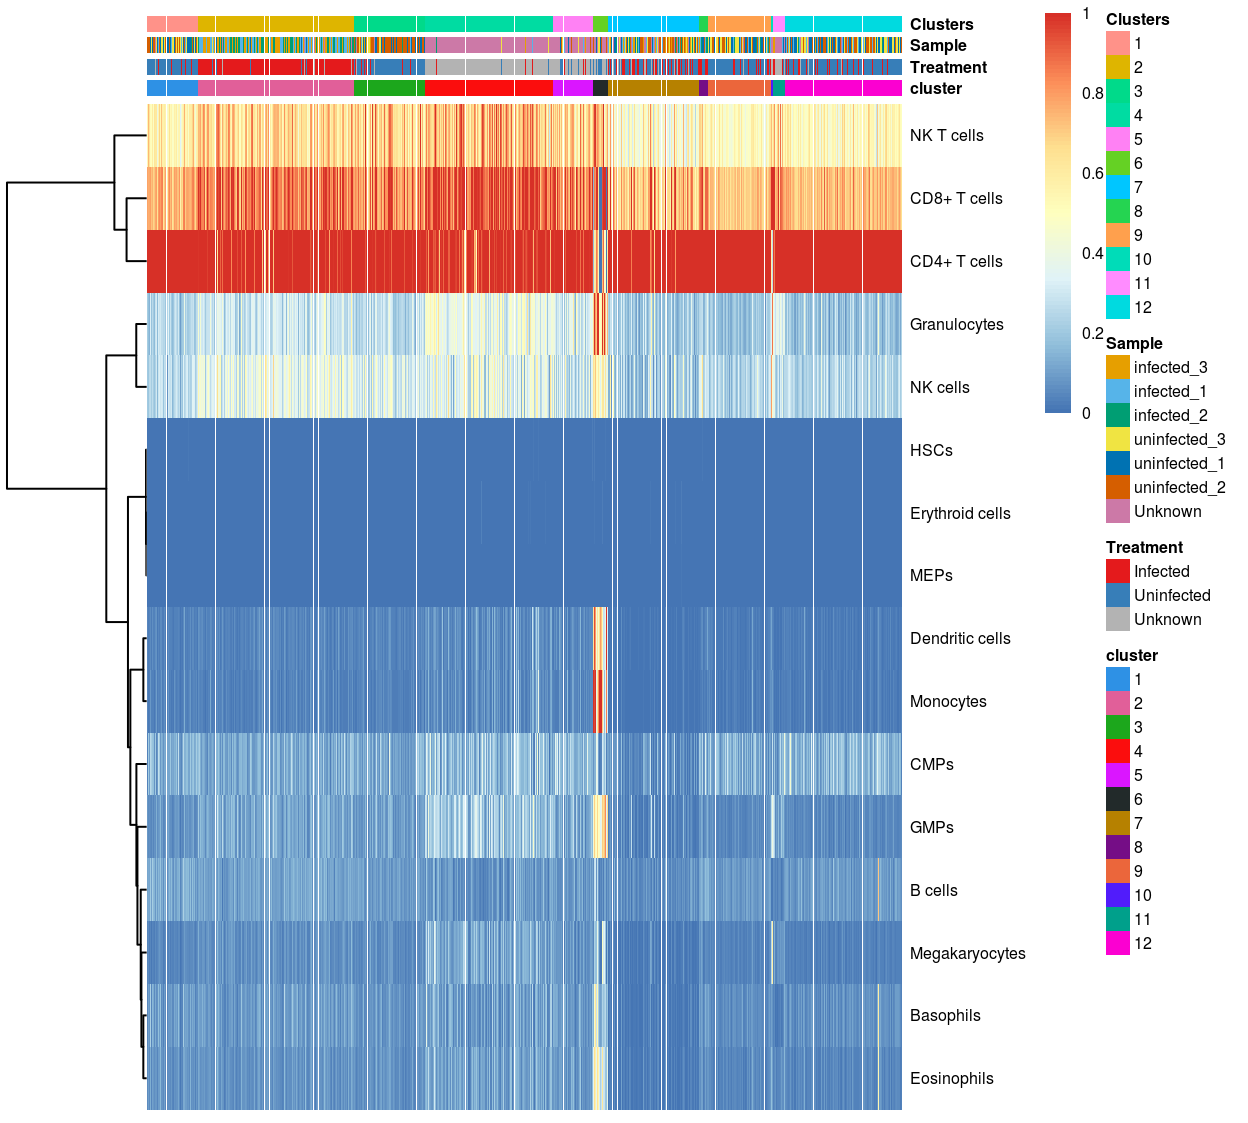 Clusters
Sample
Treatment
cluster
NK T cells
CD8+ T cells
CD4+ T cells
Granulocytes
NK cells
HSCs
Erythroid cells
MEPs
Dendritic cells
Monocytes
CMPs
GMPs
B cells
Megakaryocytes
Basophils
Eosinophils
1
0.8
0.6
0.4
0.2
0
Clusters
1
2
3
4
5
6
7
8
9
10
11
12
Sample
infected_3
infected_1
infected_2
uninfected_3
uninfected_1
uninfected_2
Unknown
Treatment
Infected
Uninfected
Unknown
cluster
1
2
3
4
5
6
7
8
9
10
11
12